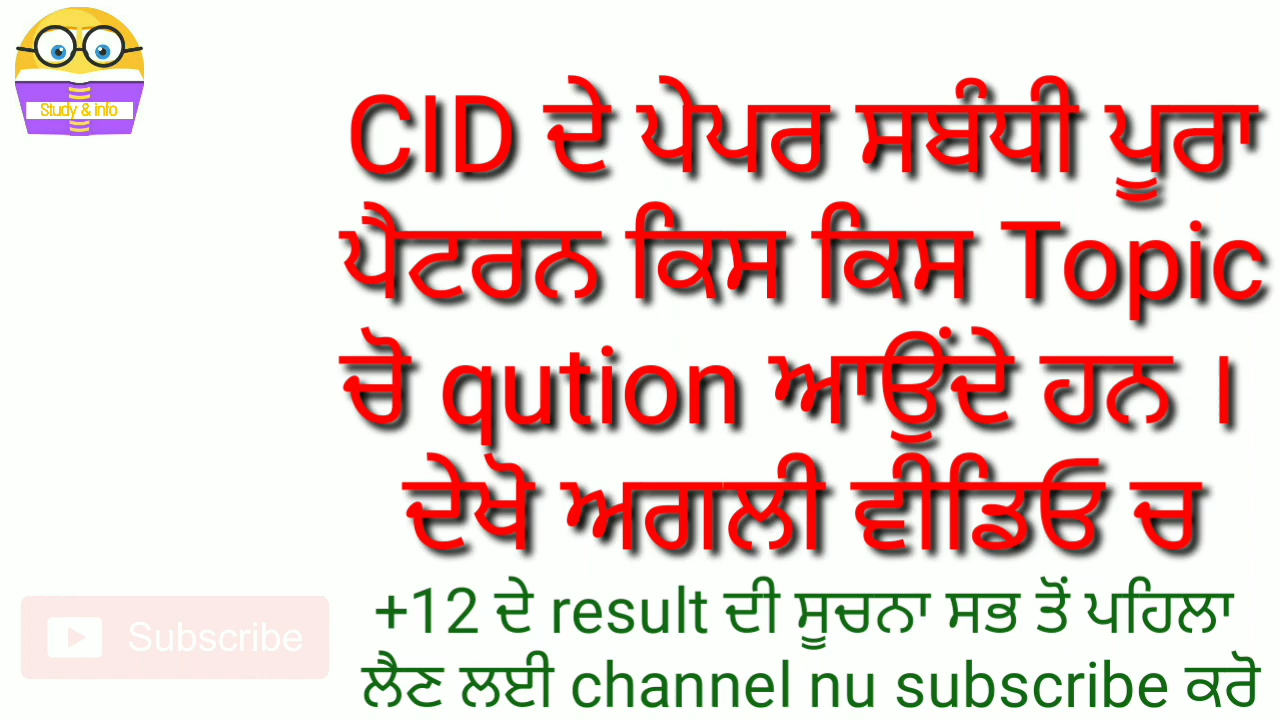 Study & info
CID ਦੇ ਪੇਪਰ ਸਬੰਧੀ ਪੂਰਾ
ਪੈਟਰਨ ਕਿਸ ਕਿਸ Topic
ਚੋ qution ਆਉਂਦੇ ਹਨ ।
ਦੇਖੋ ਅਗਲੀ ਵੀਡਿਓ ਚ
+12 ਦੇ result ਦੀ ਸੂਚਨਾ ਸਭ ਤੋਂ ਪਹਿਲਾ
ਲੈਣ ਲਈ channel nu subscribe ਕਰੋ
Subscribe